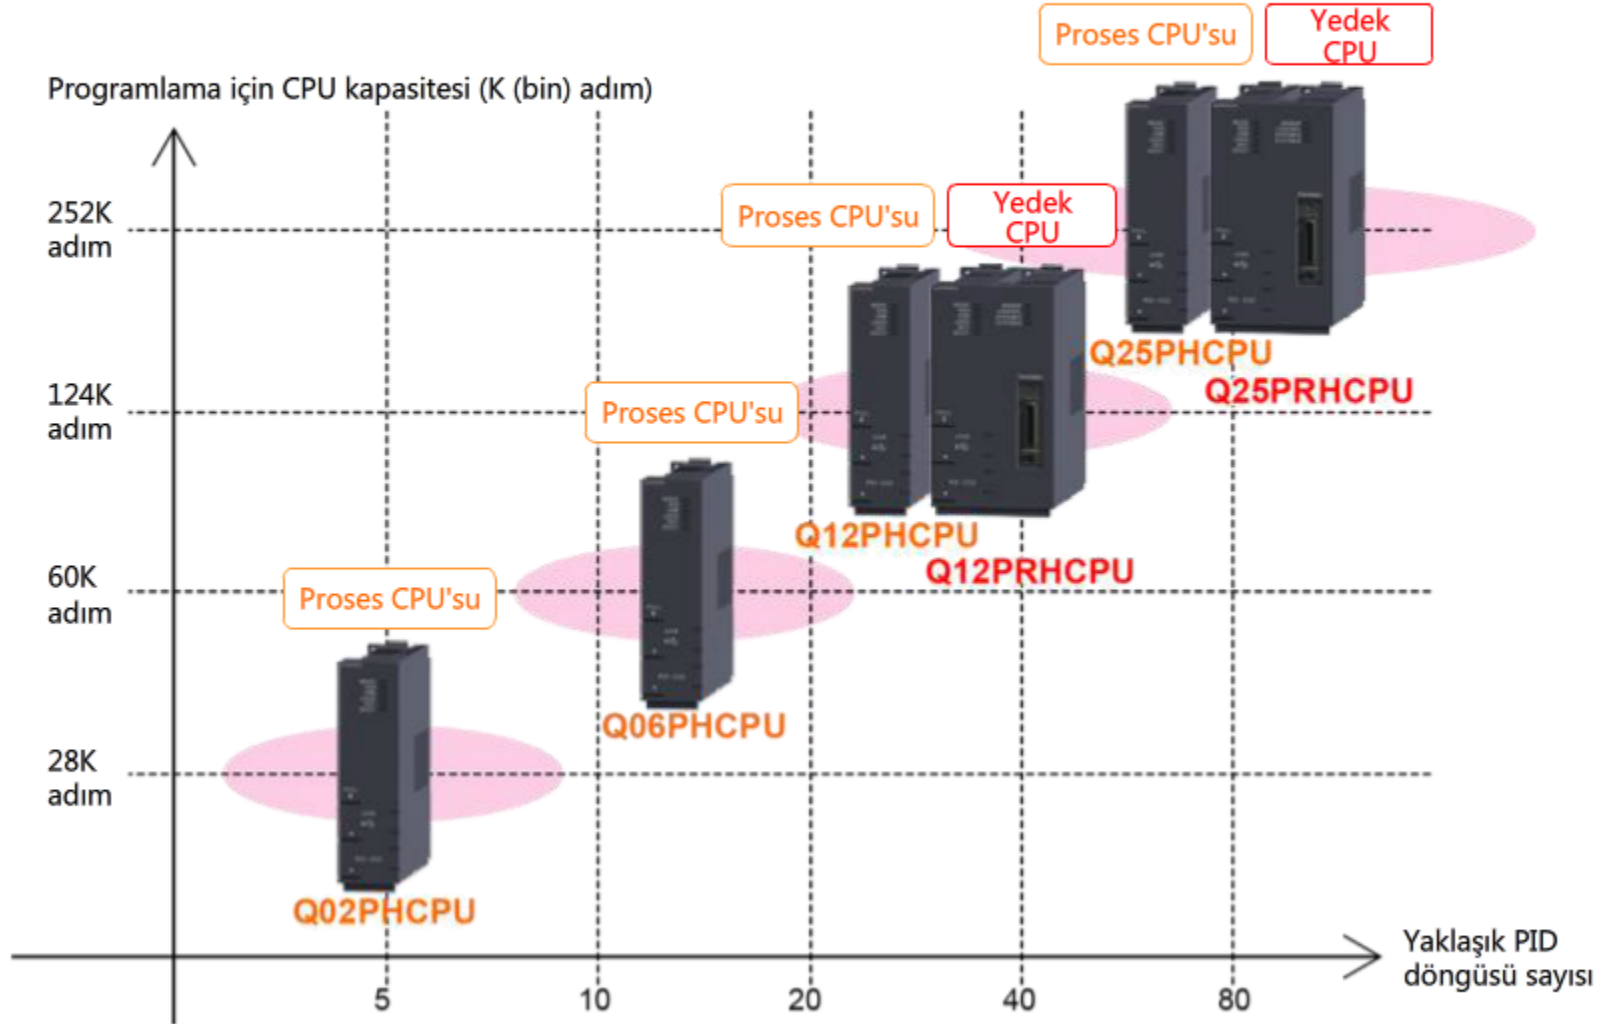 Proses CPU'su
Yedek
CPU
Programlama için CPU kapasitesi (K (bin) adım)
252K
adım
Proses CPU'su
Yedek
CPU
Q25PHCPU
Q25PRHCPU
124K
adım
Proses CPU'su
Q12PHCPU
Q12PRHCPU
60K
adım
Proses CPU'su
Q06PHCPU
28K
adım
Q02PHCPU
Yaklaşık PID
döngüsü sayısı
5
10
20
40
80